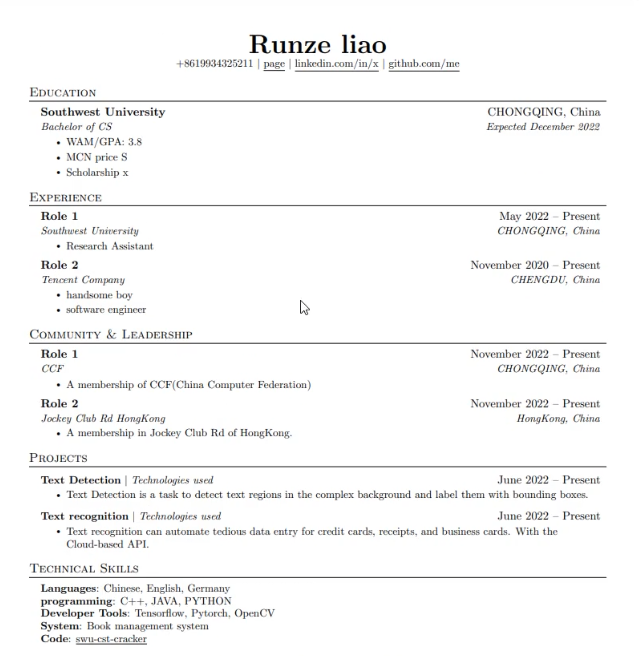 Runze liao
+8619934325211 | page | linkedin.com/in/x | github.com/me
EDUCATION
Southwest University CHONGQING, China
Bachelor of CS Expected December 2022
• WAM/GPA: 3.8
• MCN price S
• Scholarship x
EXPERIENCE
Role 1 May 2022 – Present
Southwest University CHONGQING, China
• Research Assistant
Role 2 November 2020 – Present
Tencent Company CHENGDU, China
• handsome boy
• software engineer
COMMUNITY & LEADERSHIP
Role 1 November 2022 – Present
CCF CHONGQING, China
• A membership of CCF(China Computer Federation)
Role 2 November 2022 – Present
Jockey Club Rd HongKong HongKong, China
• A membership in Jockey Club Rd of HongKong.
PROJECTS
Text Detection | Technologies used June 2022 – Present
• Text Detection is a task to detect text regions in the complex background and label them with bounding boxes.
Text recognition | Technologies used June 2022 – Present
• Text recognition can automate tedious data entry for credit cards, receipts, and business cards. With the
Cloud-based API.
TECHNICAL SKILLS
Languages: Chinese, English, Germany
programming: C++, JAVA, PYTHON
Developer Tools: Tensorflow, Pytorch, OpenCV
System: Book management system
Code: swu-cst-cracker